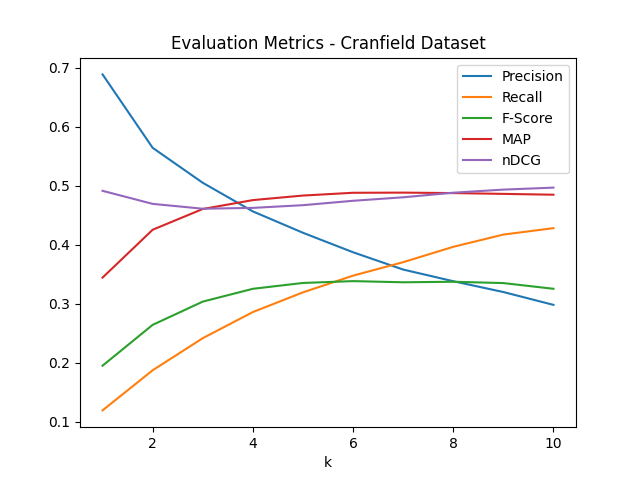 Evaluation Metrics - Cranfield Dataset
0.7
0.6
0.5
0.4
0.3
0.2
0.1
Precision
Recall
F-Score
MAP
nDCG
2
4
6
8
10
k